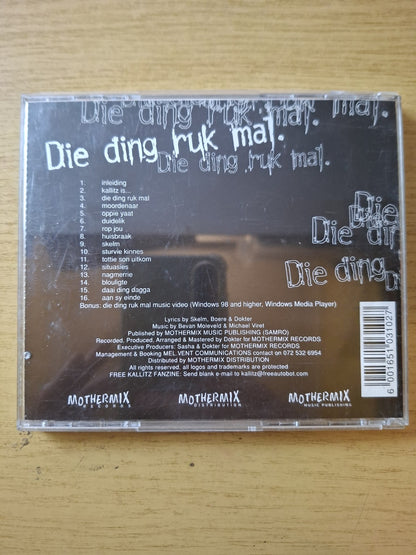 Die ding ruk mal.
Die ding ruk mal.
Die ding ruk mal.
Die ding
1. inleiding
2. kallitz is...
3. die ding ruk mal
4. moordenaar
5. oppie yaat
6. duidelik
7. rop jou
8. huisbraak
9. skelm
10. sturvie kinnes
11. tottie son uitkom
12. situasies
13. nagmerrie
14. blouligte
15. daai ding dagga
16. aan sy einde
Bonus: die ding ruk mal music video (Windows 98 and higher, Windows Media Player)
Lyrics by Skelm, Boere & Dokter
Music by Bevan Moleveld & Michael Viret
Published by MOTHERMIX MUSIC PUBLISHING (SAMRO)
Recorded, Produced, Arranged & Mastered by Dokter for MOTHERMIX RECORDS
Executive Producers: Sasha & Dokter for MOTHERMIX RECORDS
Management & Booking MEL.VENT COMMUNICATIONS contact on 072 532 6954
Distributed by MOTHERMIX DISTRIBUTION
All rights reserved. all logos and trademarks are protected
FREE KALLITZ FANZINE: Send blank e mail to kallitz@freeautobot.com
6 001651 031027
MOTHERMIX
RECORDS
MOTHERMIX
DISTRIBUTION
MOTHERMIX
MUSIC PUBLISHING